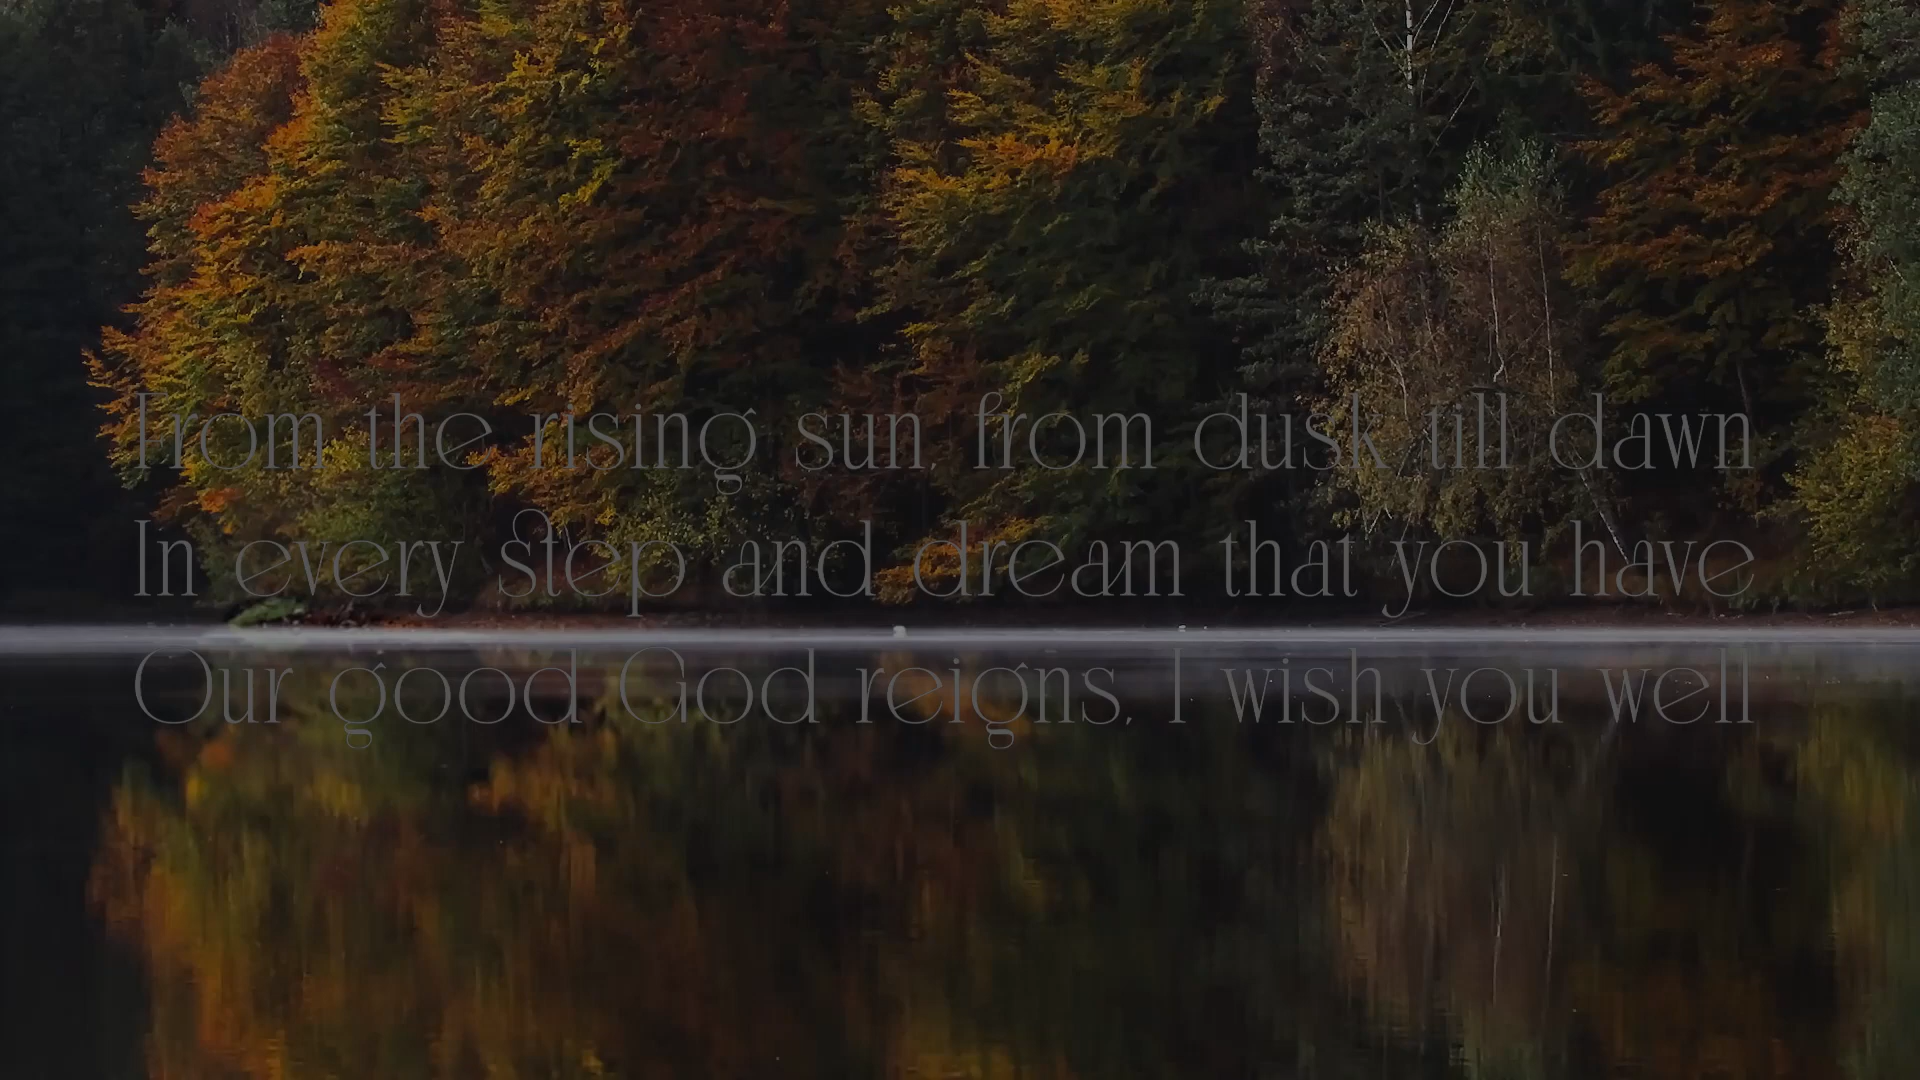 From the rising sun, from dusk till dawn
In every step and dream that you have
Our good God reigns, I wish you well